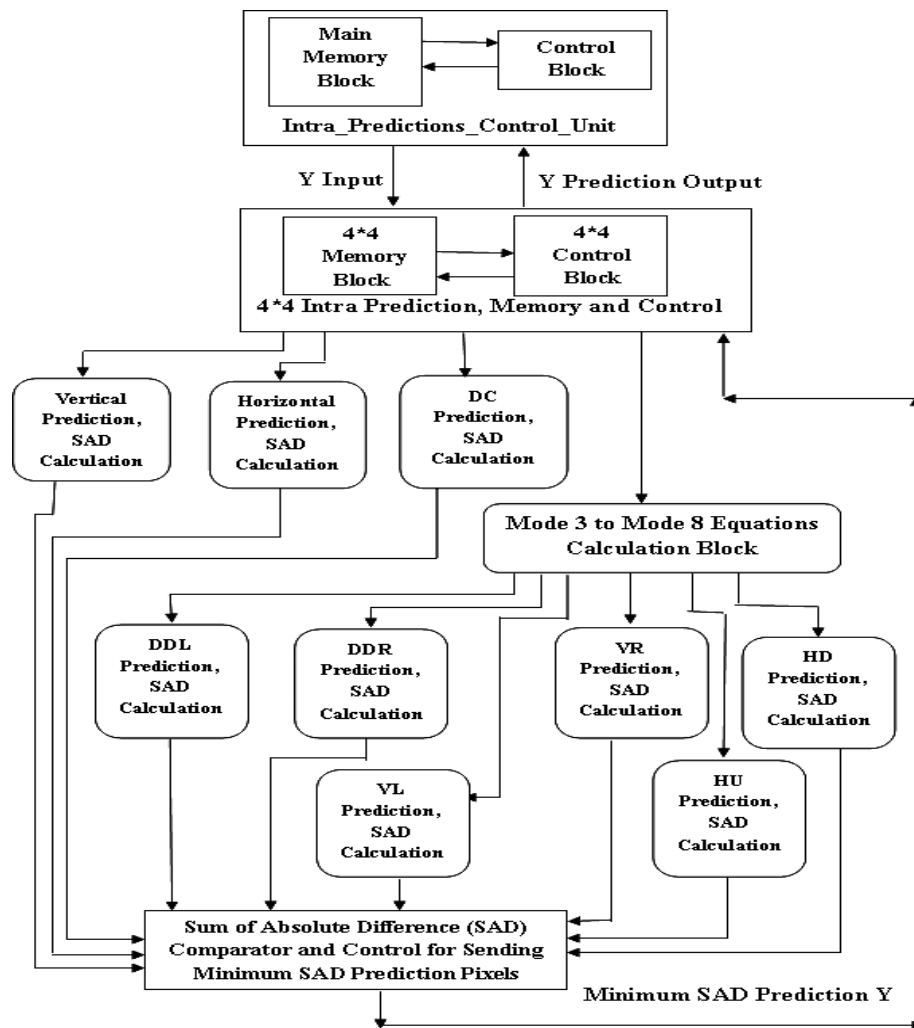 Main
Memory
Block
Control
Block
Intra_Predictions_Control_Unit
Y Input
Y Prediction Output
4*4
Memory
Block
4*4
Control
Block
4*4 Intra Prediction, Memory and Control
Vertical
Prediction,
SAD
Calculation
Horizontal
Prediction,
SAD
Calculation
DC
Prediction,
SAD
Calculation
Mode 3 to Mode 8 Equations
Calculation Block
DDL
Prediction,
SAD
Calculation
DDR
Prediction,
SAD
Calculation
VR
Prediction,
SAD
Calculation
HD
Prediction,
SAD
Calculation
VL
Prediction,
SAD
Calculation
HU
Prediction,
SAD
Calculation
Sum of Absolute Difference (SAD)
Comparator and Control for Sending
Minimum SAD Prediction Pixels
Minimum SAD Prediction Y